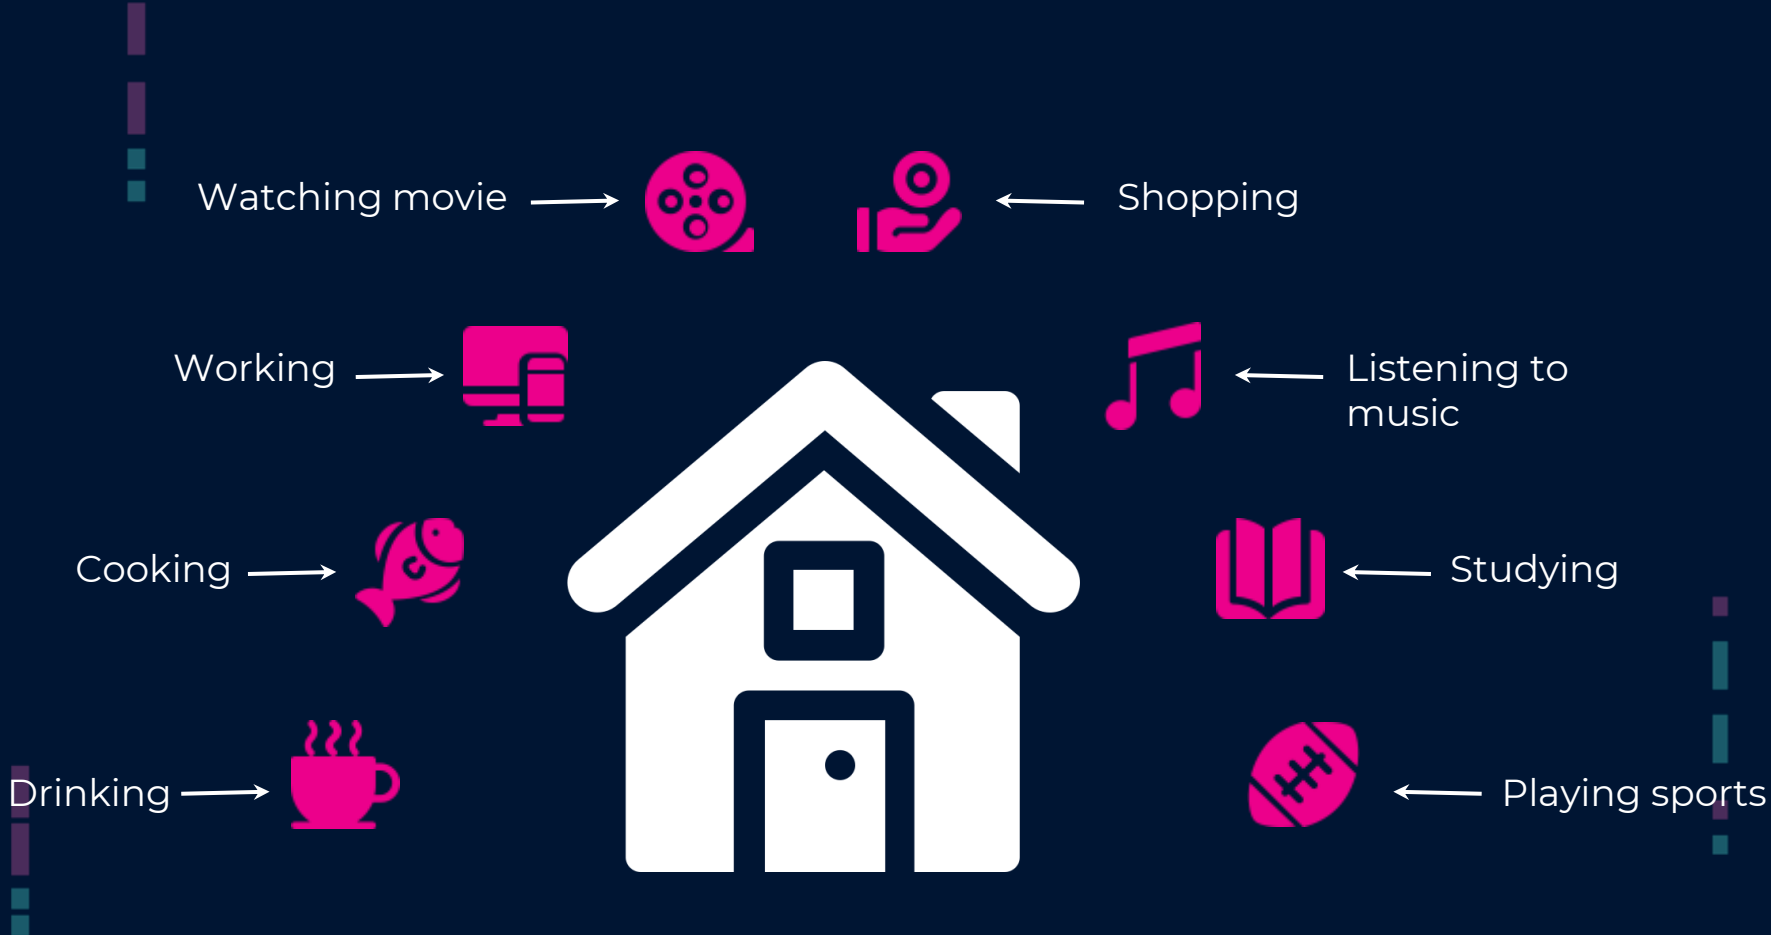 Watching movie
Shopping
Working
Listening to
music
Cooking
Studying
Drinking
Playing sports